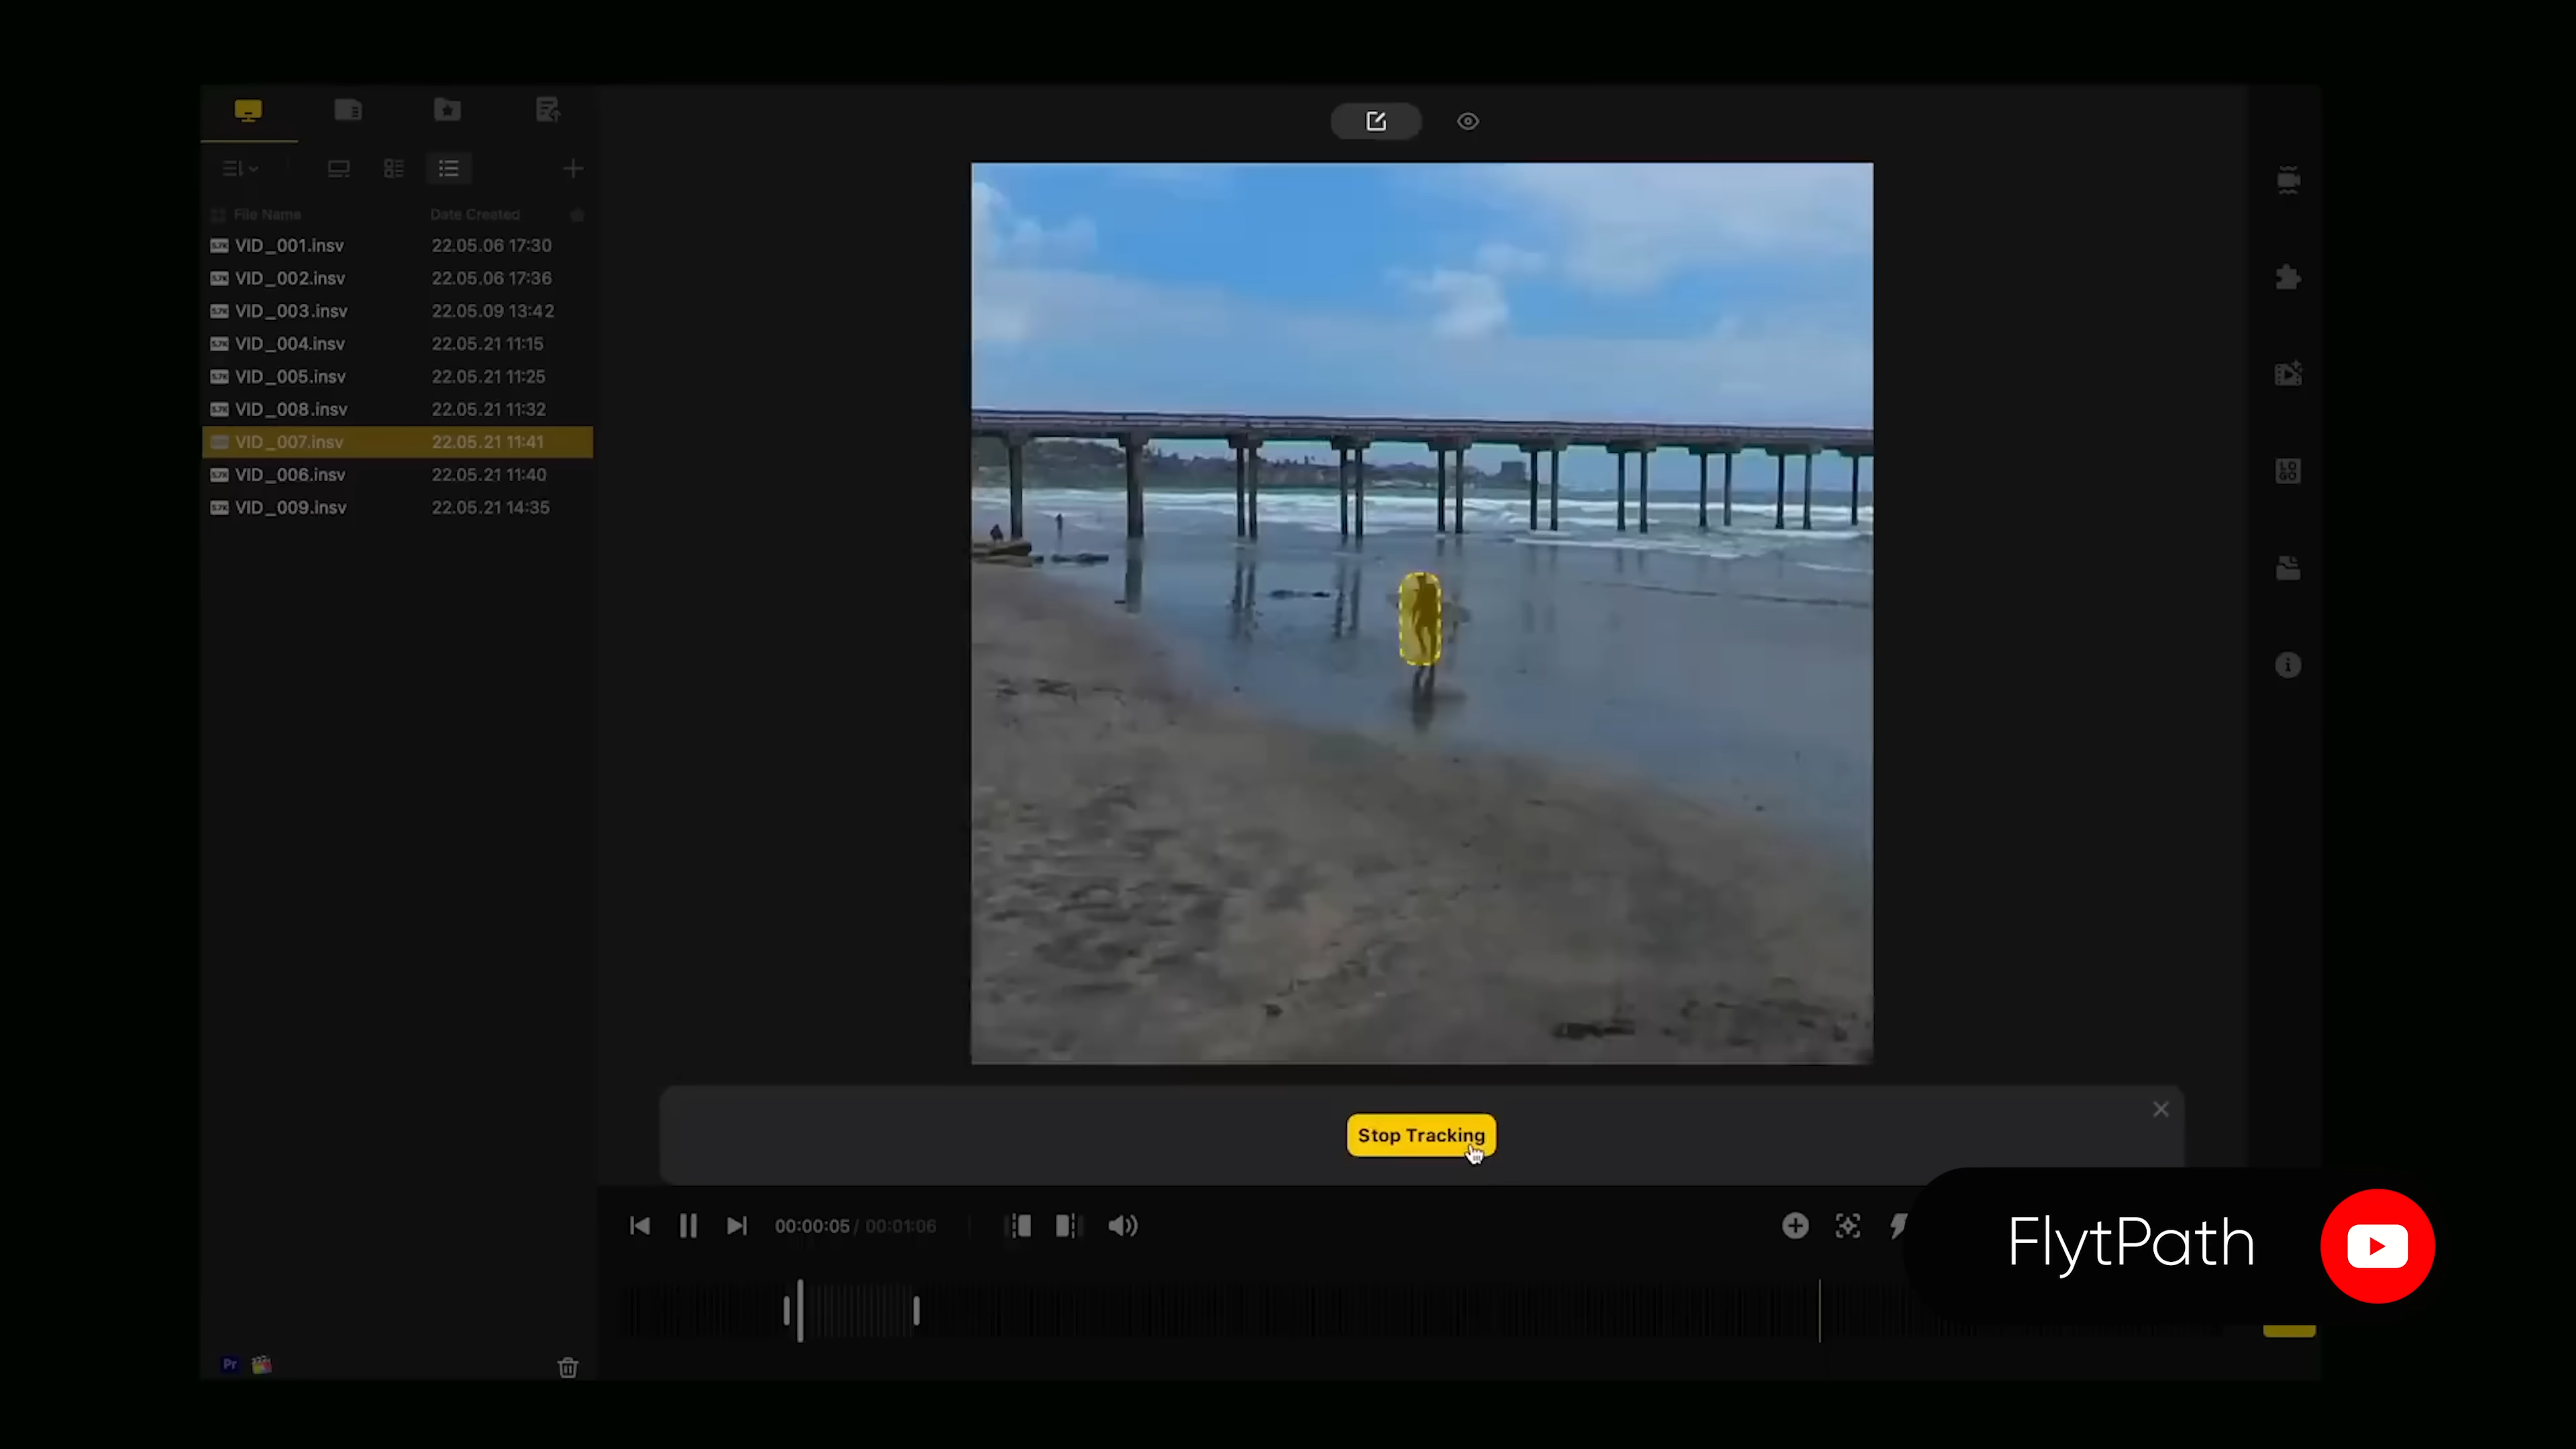 File Name Date Created
VID_001.insv 22.05.06 17:30
VID_002.insv 22.05.06 17:36
VID_003.insv 22.05.09 13:42
VID_004.insv 22.05.21 11:15
VID_005.insv 22.05.21 11:25
VID_008.insv 22.05.21 11:32
VID_007.insv 22.05.21 11:41
VID_006.insv 22.05.21 11:40
VID_009.insv 22.05.21 14:35
LOGO
Stop Tracking
00:00:05 / 00:01:06
FlytPath
Pr